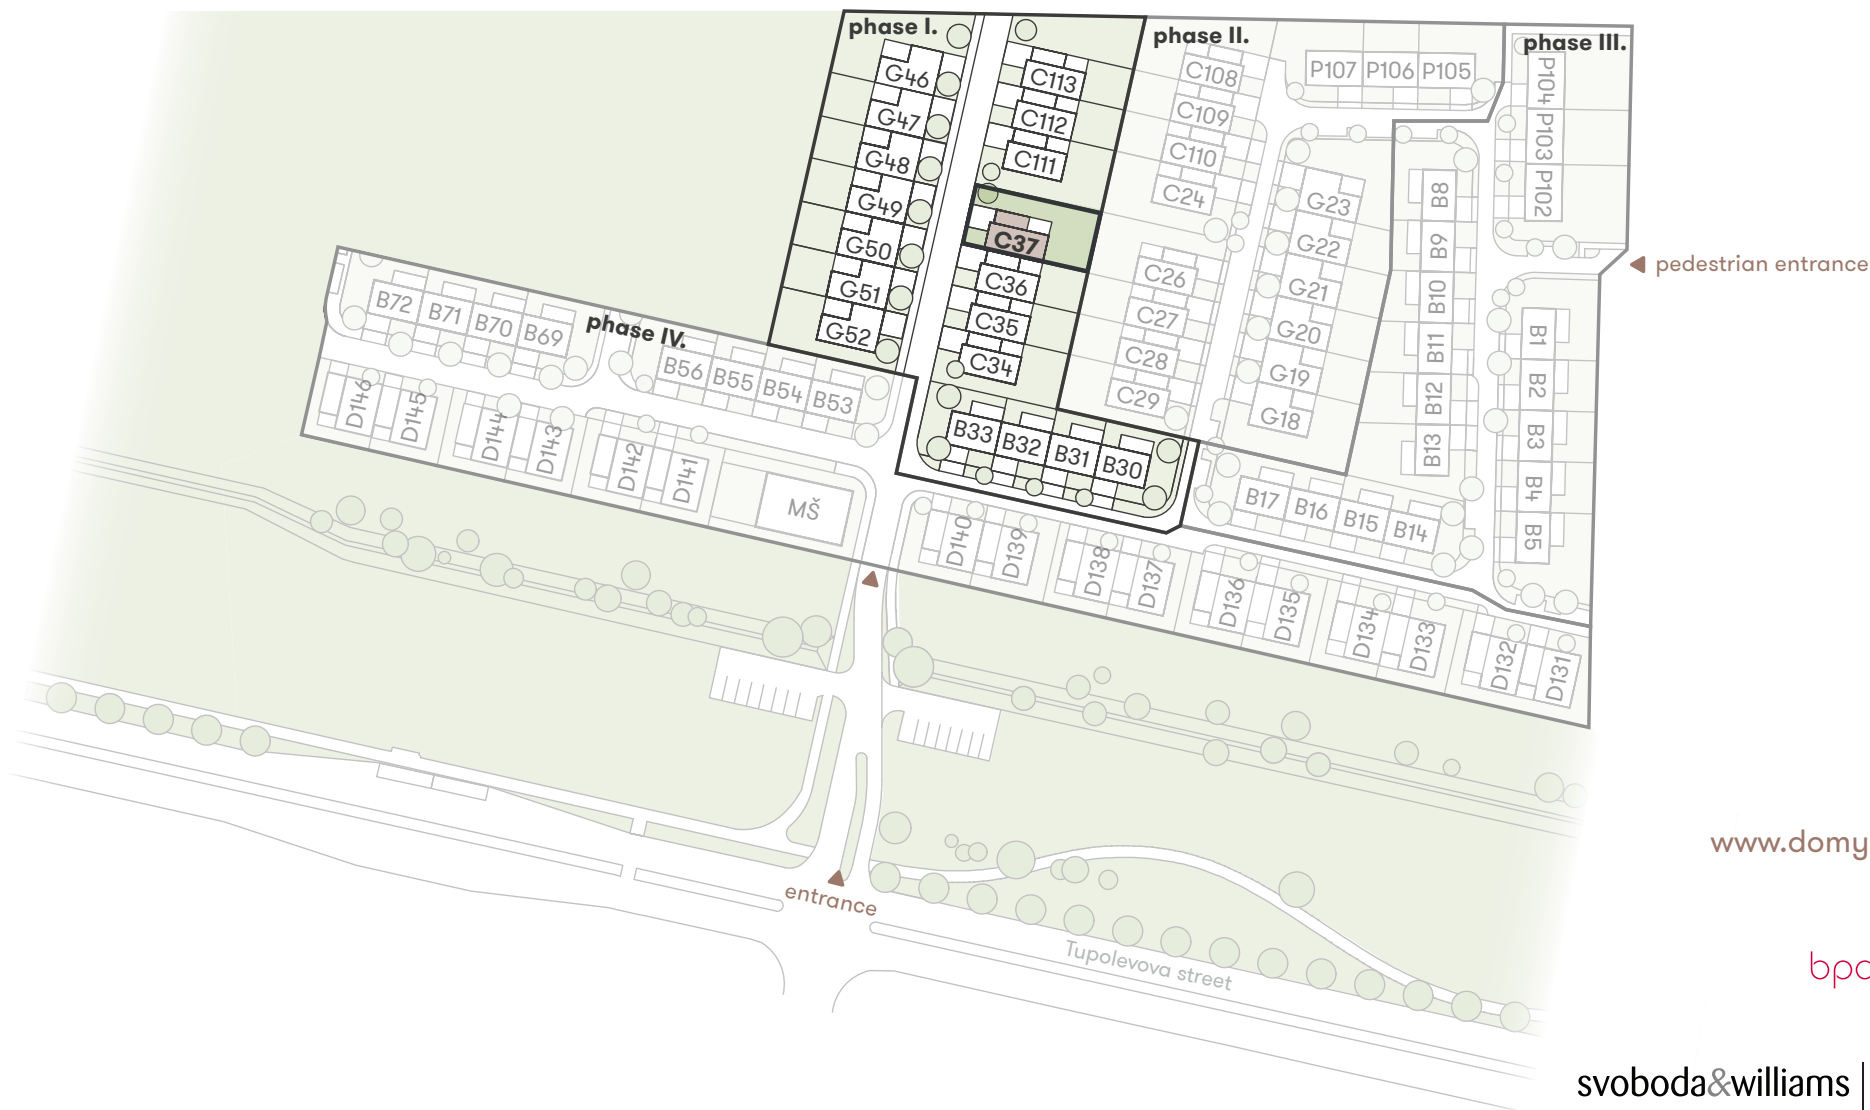 phase I.
phase II.
phase III.
G46
G47
G48
G49
G50
G51
G52
C113
C112
C111
C37
C36
C35
C34
B33
B32
B31
B30
C108
C109
C110
C24
C26
C27
C28
C29
P107
P106
P105
G23
G22
G21
G20
G19
G18
P104
P103
P102
B8
B9
B10
B11
B12
B13
B1
B2
B3
B4
B5
B17
B16
B15
B14
pedestrian entrance
phase IV.
B72
B71
B70
B69
B56
B55
B54
B53
D146
D145
D144
D143
D142
D141
MŠ
D140
D139
D138
D137
D136
D135
D134
D133
D132
D131
entrance
Tupolevova street
www.domy
bpd
svoboda&williams